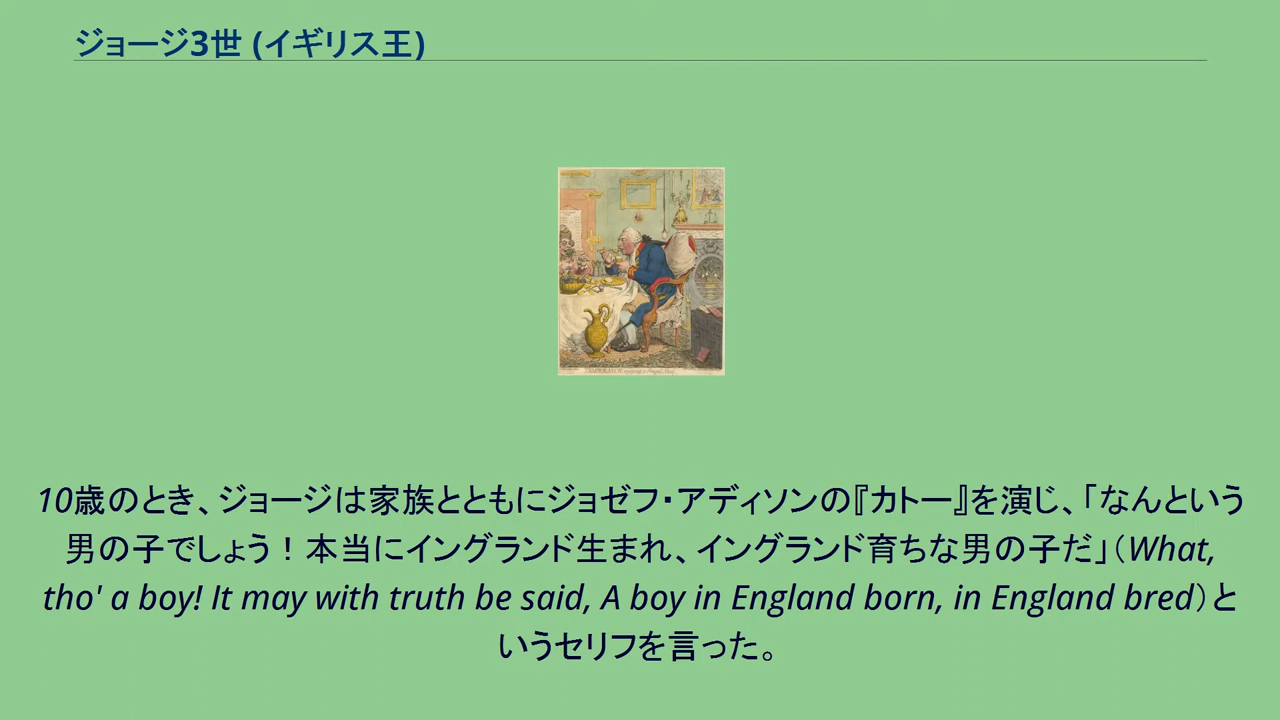 ジョージ3世 (イギリス王)
10歳のとき、ジョージは家族とともにジョゼフ・アディソンの『カトー』を演じ、「なんという
男の子でしょう！本当にイングランド生まれ、イングランド育ちな男の子だ」（What,
tho' a boy! It may with truth be said, A boy in England born, in England bred）と
いうセリフを言った。